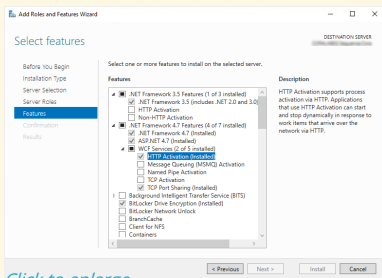 Add Roles and Features Wizard
Select features
DESTINATION SERVER
Before You Begin
Installation Type
Server Selection
Server Roles
Features
Confirmation
Results
Select one or more features to install on the selected server.
Features
.NET Framework 3.5 Features (1 of 3 installed)
.NET Framework 3.5 (includes .NET 2.0 and 3.0)
HTTP Activation
Non-HTTP Activation
.NET Framework 4.7 Features (4 of 7 installed)
.NET Framework 4.7 (Installed)
ASP.NET 4.7 (Installed)
WCF Services (2 of 5 installed)
HTTP Activation (Installed)
Message Queuing (MSMQ) Activation
Named Pipe Activation
TCP Activation
TCP Port Sharing (Installed)
Background Intelligent Transfer Service (BITS)
BitLocker Drive Encryption (Installed)
BitLocker Network Unlock
BranchCache
Client for NFS
Containers
Description
HTTP Activation supports process
activation via HTTP. Applications
that use HTTP Activation can start
and stop dynamically in response to
work items that arrive over the
network via HTTP.
< Previous
Next >
Install
Cancel
Click to enlarge